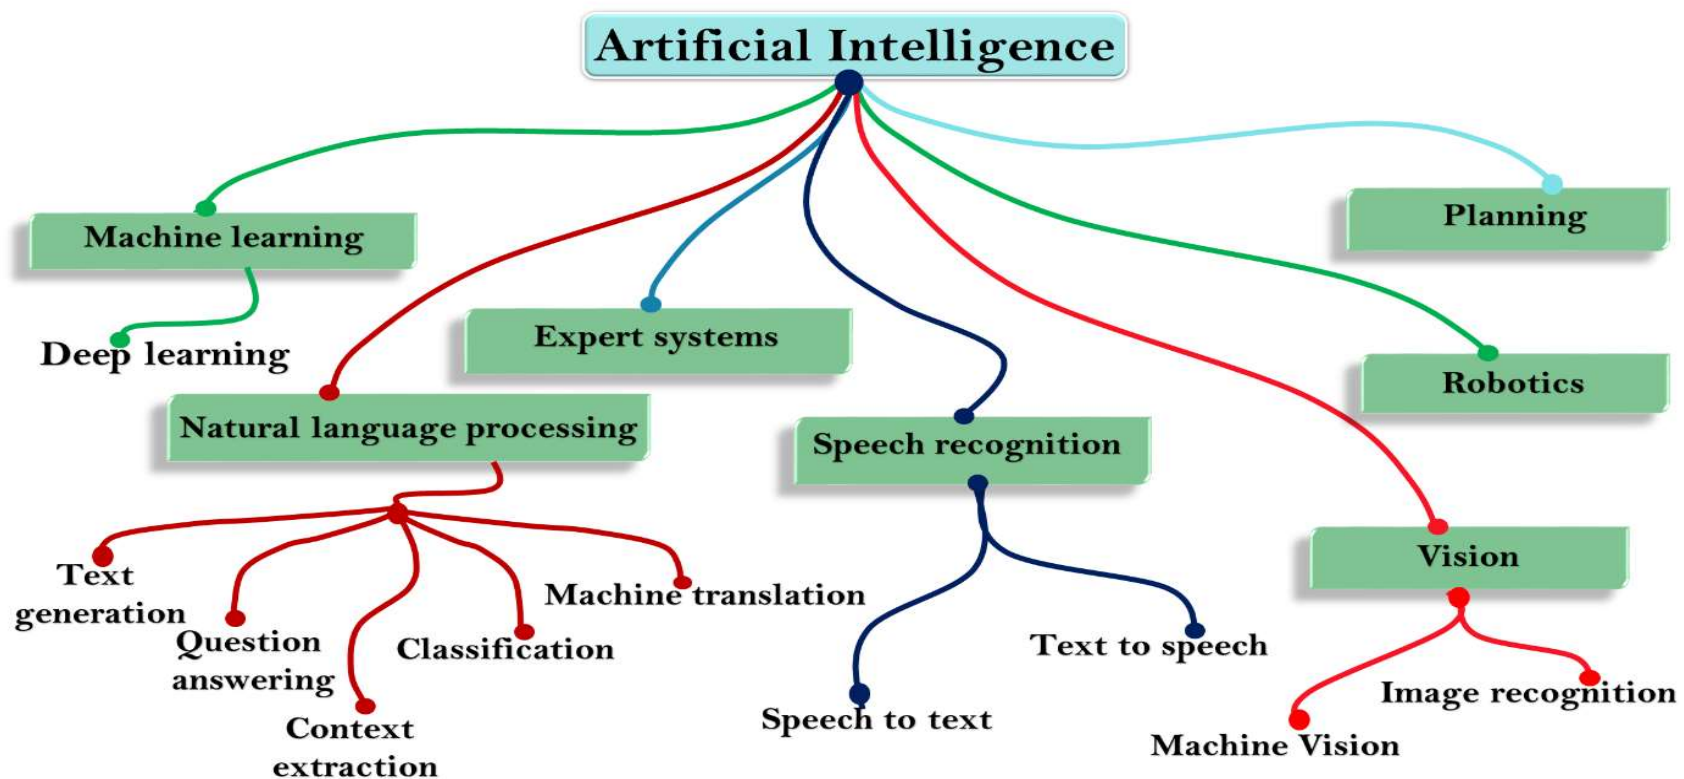 Artificial Intelligence
Machine learning
Deep learning
Natural language processing
Text
generation
Question
answering
Context
extraction
Classification
Machine translation
Expert systems
Speech recognition
Speech to text
Text to speech
Vision
Machine Vision
Image recognition
Robotics
Planning